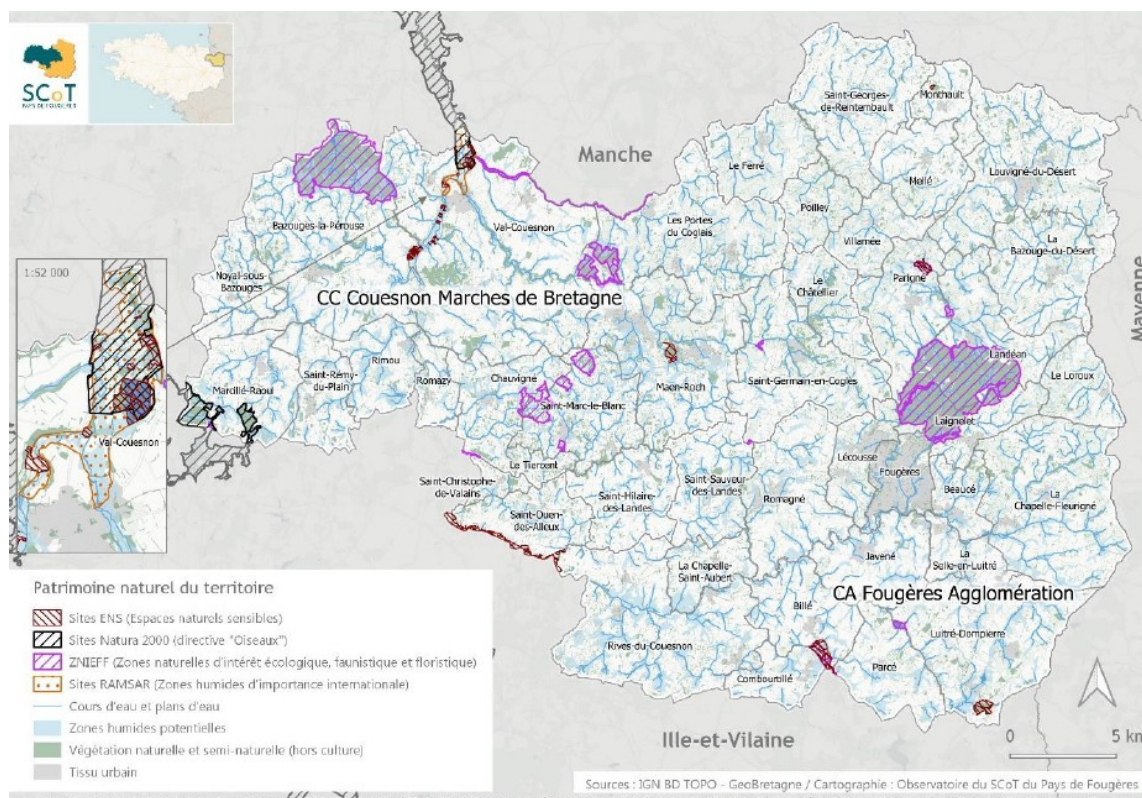 SCoT
PAYS DE FOUGÈRES
Manche
Saint-Georges-
de-Reintembault
Monthault
Le Ferré
Mellé
Louvigné-du-Désert
Bazouges-la-Pérouse
Val-Couesnon
Les Portes
du Coglais
Poilley
Villamée
La
Bazouge-du-Désert
Noyal-sous-
Bazouges
Parigné
Le
Châtellier
Mayenne
1:52 000
CC Couesnon Marches de Bretagne
Landéan
Le Loroux
Marcillé-Raoul
Saint-Rémy-
du-Plain
Rimou
Romazy
Chauvigné
Maen-Roch
Saint-Germain-en-Coglès
Saint-Marc-le-Blanc
Laignelet
Val-Couesnon
Lécousse
Fougères
Le Tiercent
Beaucé
Saint-Christophe-
de-Valains
Saint-Sauveur
des-Landes
Romagné
La
Chapelle-Fleurigné
Saint-Hilaire
des-Landes
Saint-Ouen-
des-Alleux
Javené
La
Selle-en-Luitré
La Chapelle-
Saint-Aubert
CA Fougères Agglomération
Billé
Luitré-Dompierre
Rives-du-Couesnon
Parcé
Combourtillé
Ille-et-Vilaine
0 5 km
Patrimoine naturel du territoire
Sites ENS (Espaces naturels sensibles)
Sites Natura 2000 (directive "Oiseaux")
ZNIEFF (Zones naturelles d'intérêt écologique, faunistique et floristique)
Sites RAMSAR (Zones humides d'importance internationale)
Cours d'eau et plans d'eau
Zones humides potentielles
Végétation naturelle et semi-naturelle (hors culture)
Tissu urbain
Sources : IGN BD TOPO - GeoBretagne / Cartographie : Observatoire du SCoT du Pays de Fougères